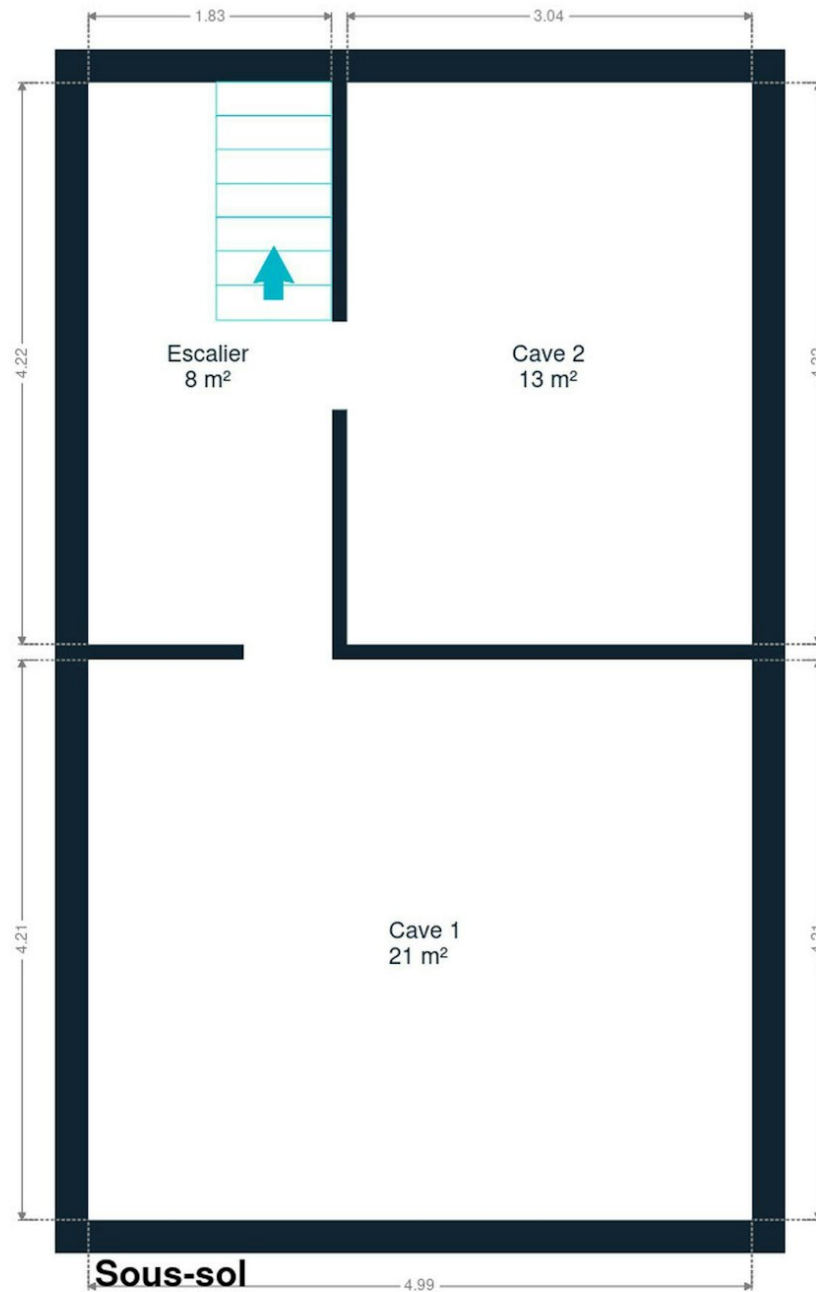 1.83
3.04
4.22
Escalier
8 m²
Cave 2
13 m²
4.21
Cave 1
21 m²
Sous-sol
4.99